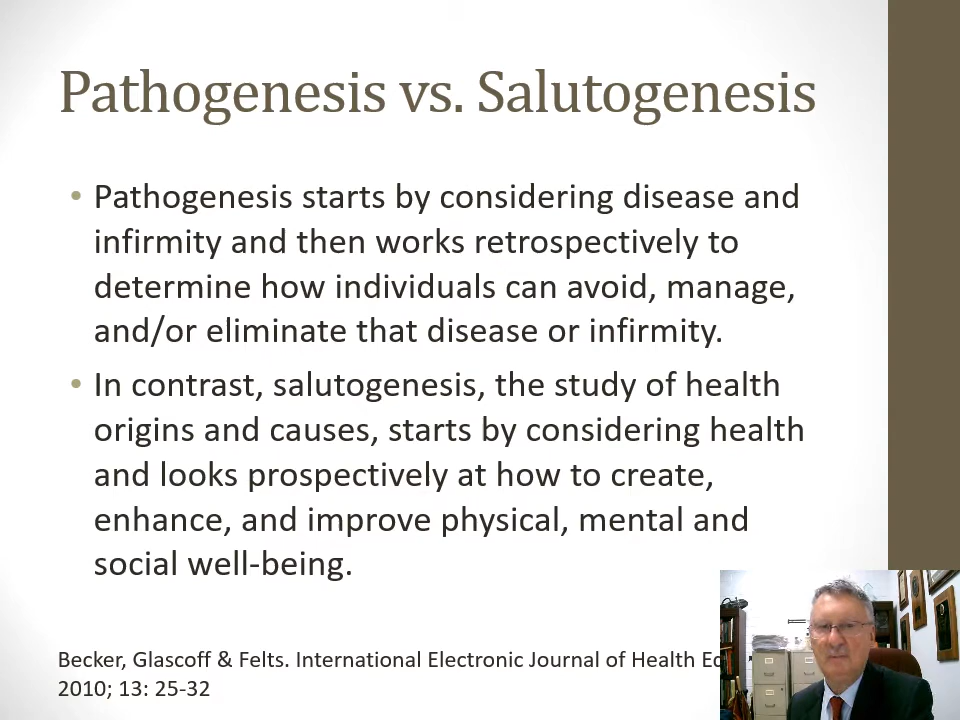 Pathogenesis vs. Salutogenesis
• Pathogenesis starts by considering disease and
infirmity and then works retrospectively to
determine how individuals can avoid, manage,
and/or eliminate that disease or infirmity.
• In contrast, salutogenesis, the study of health
origins and causes, starts by considering health
and looks prospectively at how to create,
enhance, and improve physical, mental and
social well-being.
Becker, Glascoff & Felts. International Electronic Journal of Health
2010; 13: 25-32